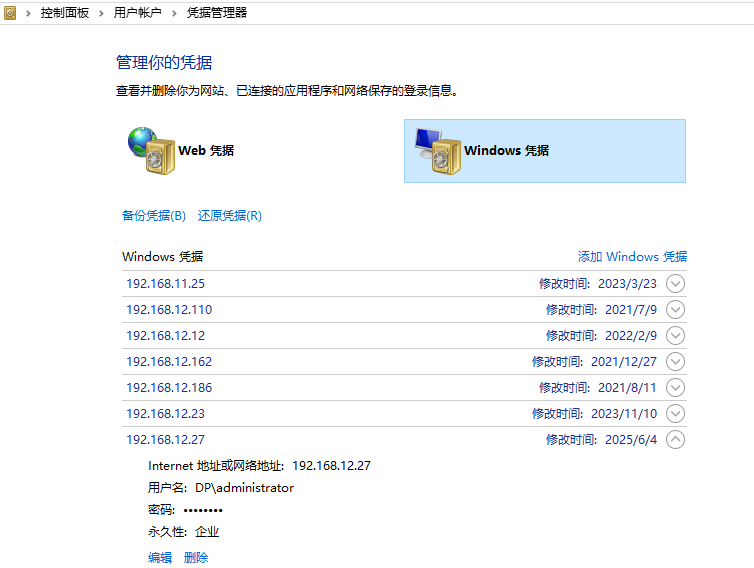 控制面板 › 用户帐户 › 凭据管理器
管理你的凭据
查看并删除你为网站、已连接的应用程序和网络保存的登录信息。
Web 凭据 Windows 凭据
备份凭据(B) 还原凭据(R)
Windows 凭据 添加 Windows 凭据
192.168.11.25 修改时间: 2023/3/23
192.168.12.110 修改时间: 2021/7/9
192.168.12.12 修改时间: 2022/2/9
192.168.12.162 修改时间: 2021/12/27
192.168.12.186 修改时间: 2021/8/11
192.168.12.23 修改时间: 2023/11/10
192.168.12.27 修改时间: 2025/6/4
Internet 地址或网络地址: 192.168.12.27
用户名: DP\administrator
密码: ••••••••
永久性: 企业
编辑 删除